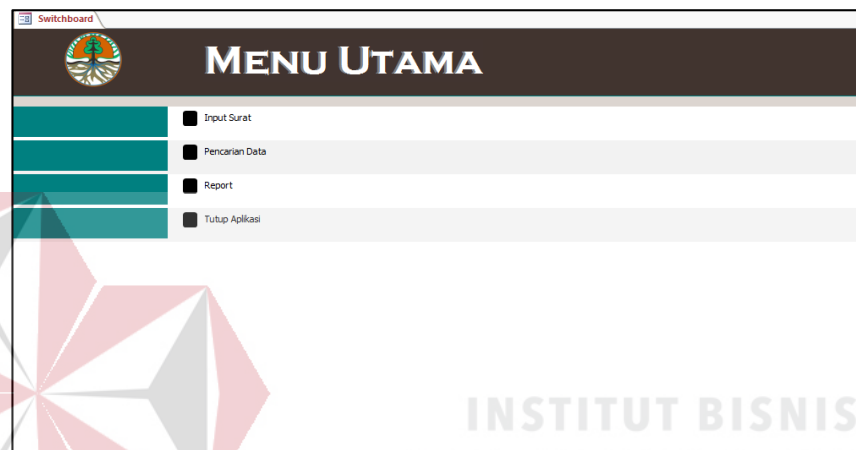 Switchboard
MENU UTAMA
Input Surat
Pencarian Data
Report
Tutup Aplikasi
INSTITUT BISNIS